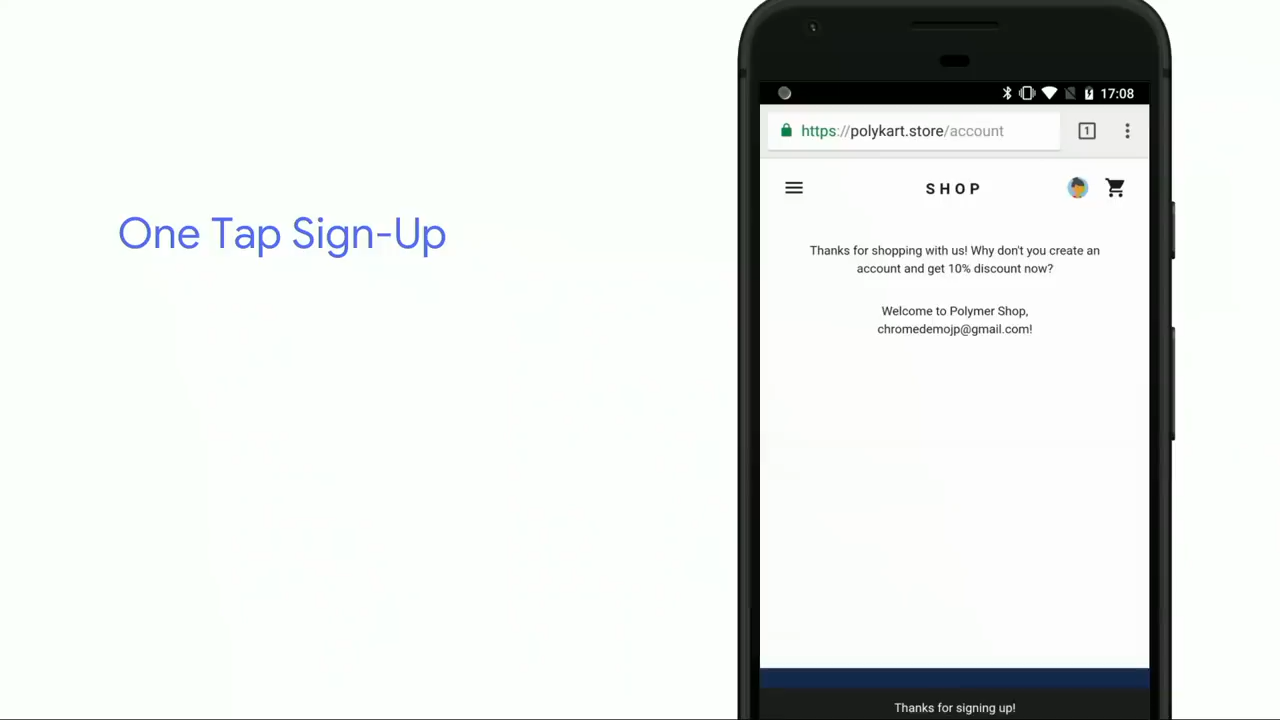 One Tap Sign-Up
17:08
https://polykart.store/account
1
SHOP
Thanks for shopping with us! Why don't you create an
account and get 10% discount now?
Welcome to Polymer Shop,
chromedemojp@gmail.com!
Thanks for signing up!